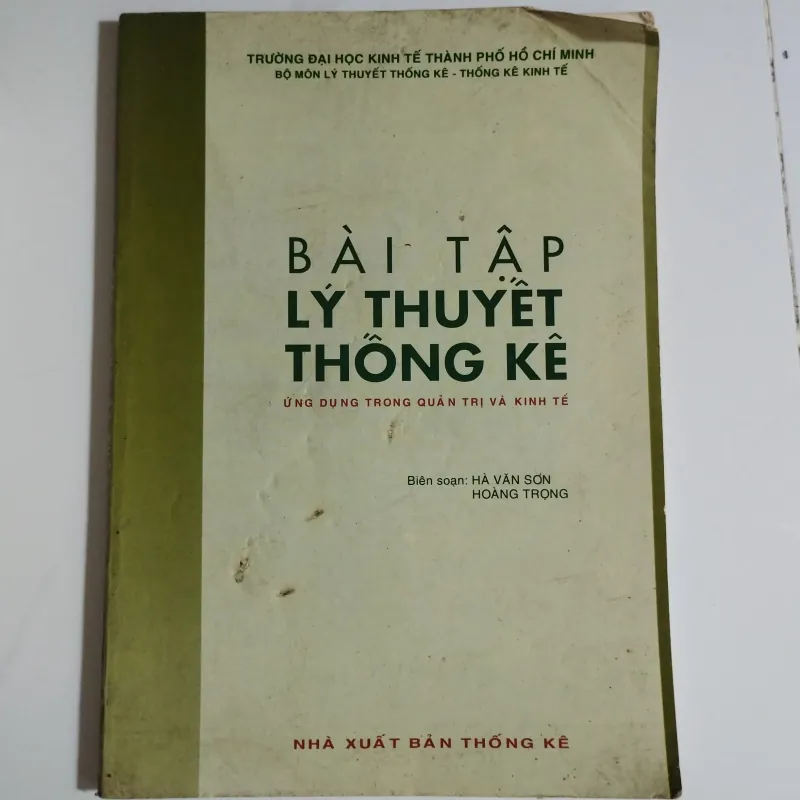 TRƯỜNG ĐẠI HỌC KINH TẾ THÀNH PHỐ HỒ CHÍ MINH
BỘ MÔN LÝ THUYẾT THỐNG KÊ - THỐNG KÊ KINH TẾ
BÀI TẬP
LÝ THUYẾT
THỐNG KÊ
ỨNG DỤNG TRONG QUẢN TRỊ VÀ KINH TẾ
Biên soạn: HÀ VĂN SƠN
HOÀNG TRỌNG
NHÀ XUẤT BẢN THỐNG KÊ